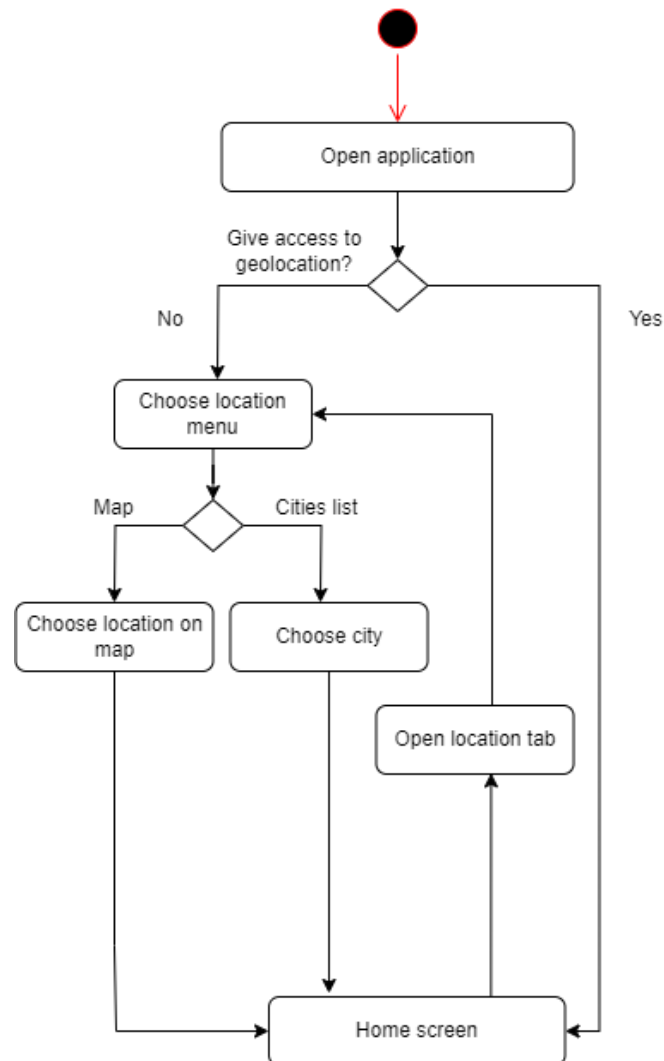 Open application
Give access to
geolocation?
No
Yes
Choose location
menu
Map
Cities list
Choose location on
map
Choose city
Open location tab
Home screen